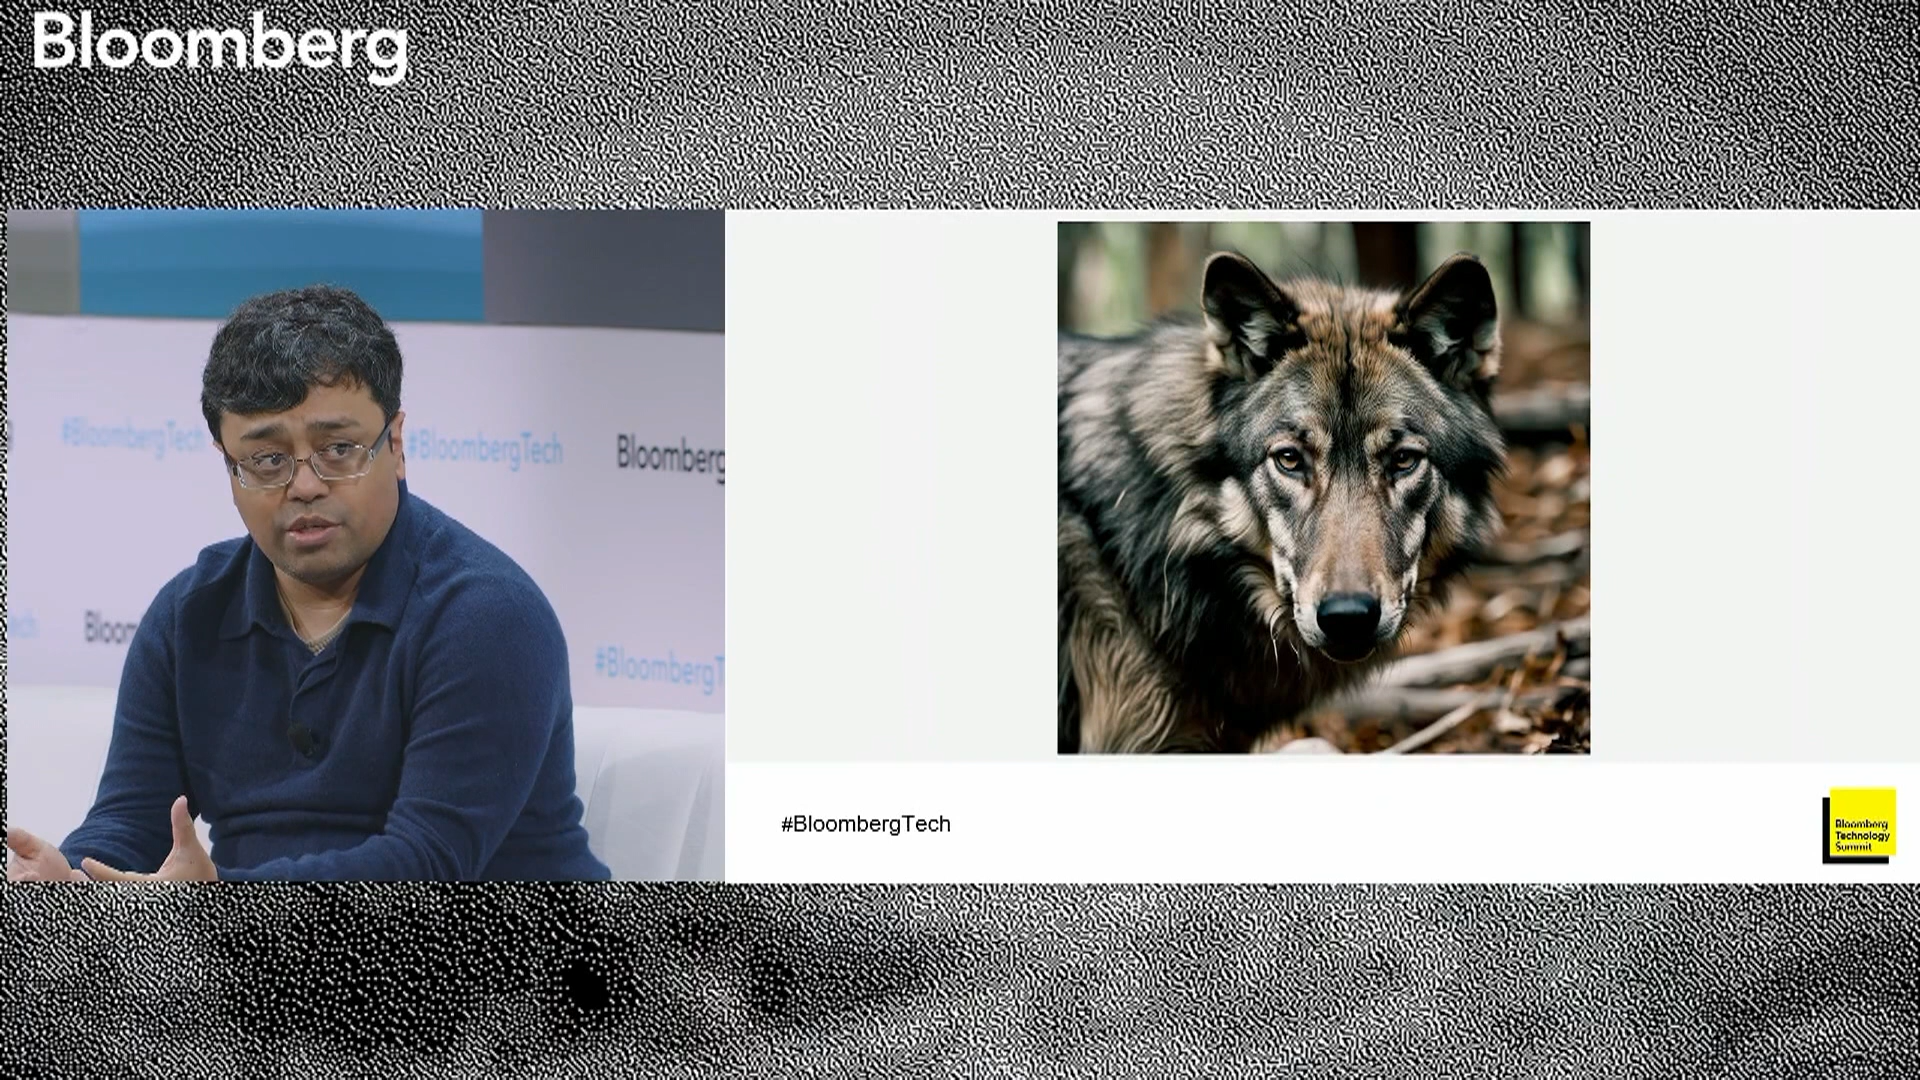 Bloomberg
#BloombergTech
#BloombergTech
Bloomberg
Bloom
#BloombergT
#BloombergTech
Bloomberg
Technology
Summit